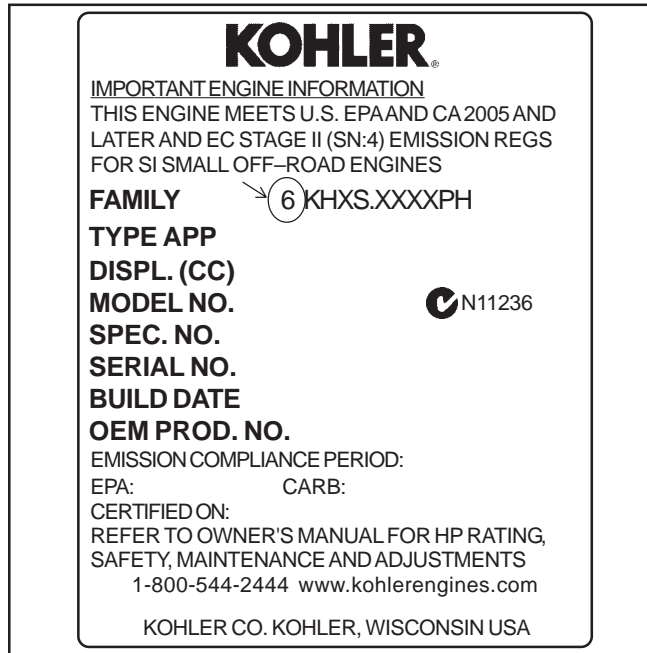 KOHLER®
IMPORTANT ENGINE INFORMATION
THIS ENGINE MEETS U.S. EPA AND CA 2005 AND
LATER AND EC STAGE II (SN:4) EMISSION REGS
FOR SI SMALL OFF–ROAD ENGINES
FAMILY 6KHXS.XXXXPH
TYPE APP
DISPL. (CC)
MODEL NO. N11236
SPEC. NO.
SERIAL NO.
BUILD DATE
OEM PROD. NO.
EMISSION COMPLIANCE PERIOD:
EPA: CARB:
CERTIFIED ON:
REFER TO OWNER'S MANUAL FOR HP RATING,
SAFETY, MAINTENANCE AND ADJUSTMENTS
1-800-544-2444 www.kohlerengines.com
KOHLER CO. KOHLER, WISCONSIN USA